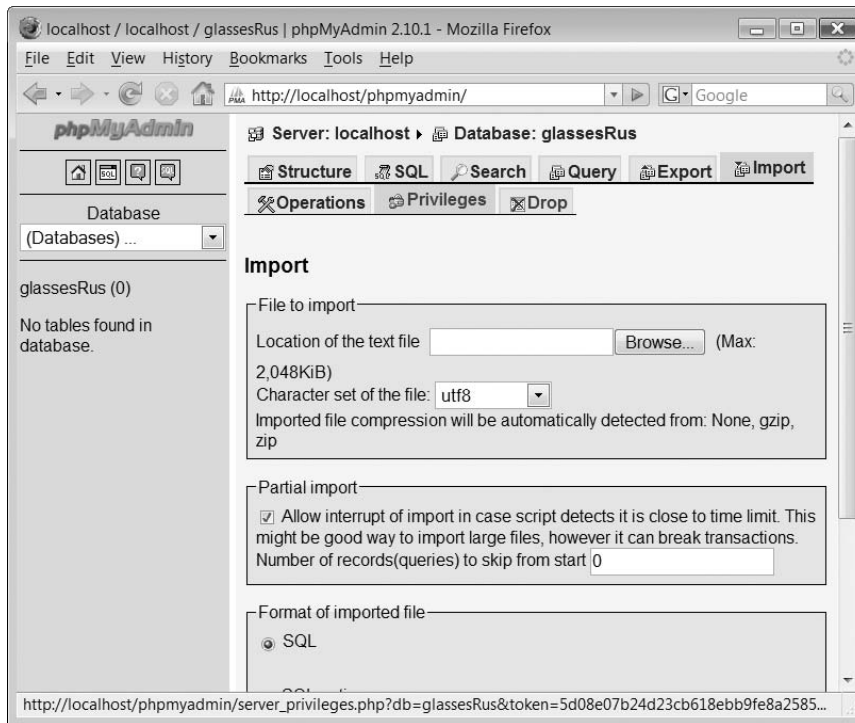 localhost / localhost / glassesRus | phpMyAdmin 2.10.1 - Mozilla Firefox
File Edit View History Bookmarks Tools Help
PMA http://localhost/phpmyadmin/ G Google
phpMyAdmin
SQL
Database
(Databases) ...
glassesRus (0)
No tables found in
database.
Server: localhost Database: glassesRus
Structure SQL Search Query Export Import
Operations Privileges Drop
Import
File to import
Location of the text file Browse... (Max:
2,048KiB)
Character set of the file: utf8
Imported file compression will be automatically detected from: None, gzip,
zip
Partial import
Allow interrupt of import in case script detects it is close to time limit. This
might be good way to import large files, however it can break transactions.
Number of records(queries) to skip from start 0
Format of imported file
SQL
http://localhost/phpmyadmin/server_privileges.php?db=glassesRus&token=5d08e07b24d23cb618ebb9fe8a2585...